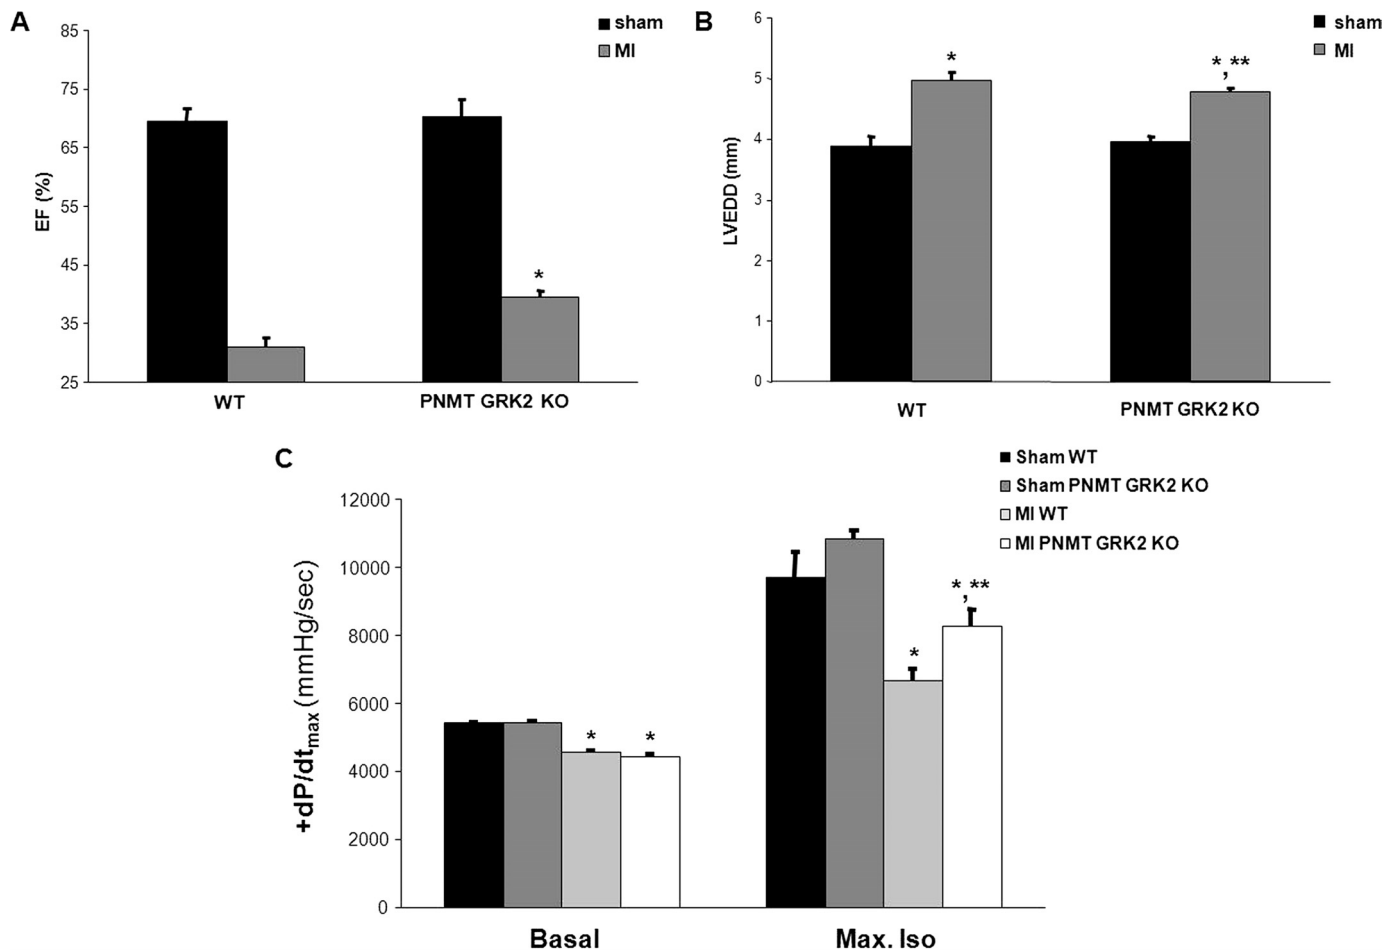 A
sham
MI
85
75
65
55
45
35
25
EF (%)
*
WT
PNMT GRK2 KO
B
sham
MI
6
5
4
3
2
1
0
LVEDD (mm)
*
*,**
WT
PNMT GRK2 KO
C
Sham WT
Sham PNMT GRK2 KO
MI WT
MI PNMT GRK2 KO
12000
10000
8000
6000
4000
2000
0
+dP/dtmax (mmHg/sec)
*
*
*
*,**
Basal
Max. Iso